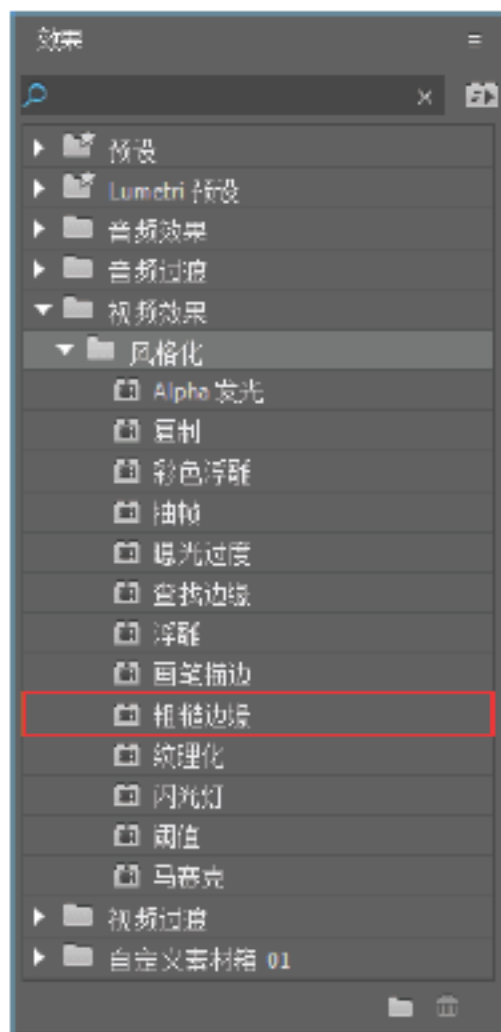 效果
预设
Lumetri 预设
音频效果
音频过渡
视频效果
风格化
Alpha 发光
复制
彩色浮雕
抽帧
曝光过度
查找边缘
浮雕
画笔描边
粗糙边缘
纹理化
闪光灯
阈值
马赛克
视频过渡
自定义素材箱 01